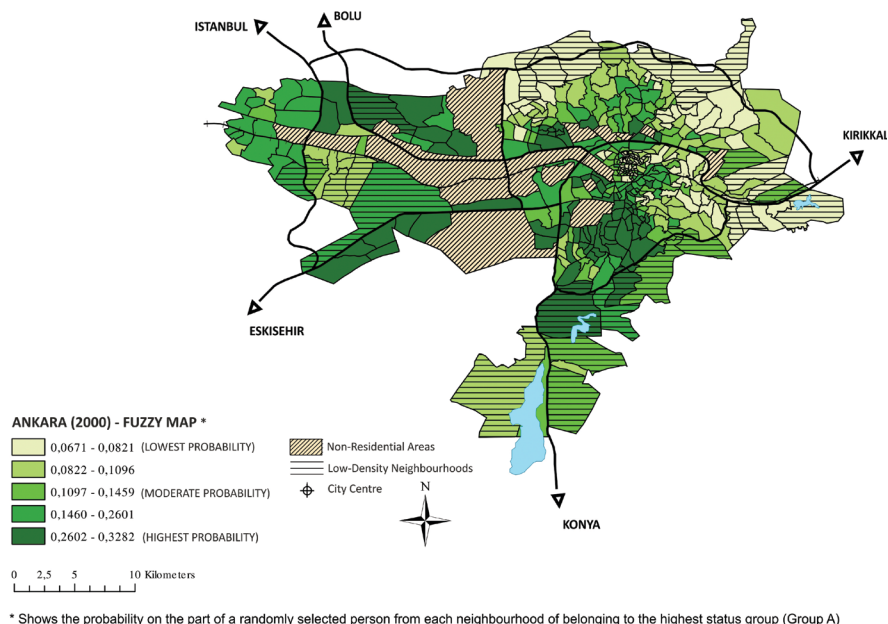 BOLU
ISTANBUL
KIRIKKAL
ESKISEHIR
ANKARA (2000) - FUZZY MAP *
0,0671 - 0,0821 (LOWEST PROBABILITY)
0,0822 - 0,1096
0,1097 - 0,1459 (MODERATE PROBABILITY)
0,1460 - 0,2601
0,2602 - 0,3282 (HIGHEST PROBABILITY)
Non-Residential Areas
Low-Density Neighbourhoods
City Centre
N
KONYA
0 2,5 5 10 Kilometers
* Shows the probability on the part of a randomly selected person from each neighbourhood of belonging to the highest status group (Group A)